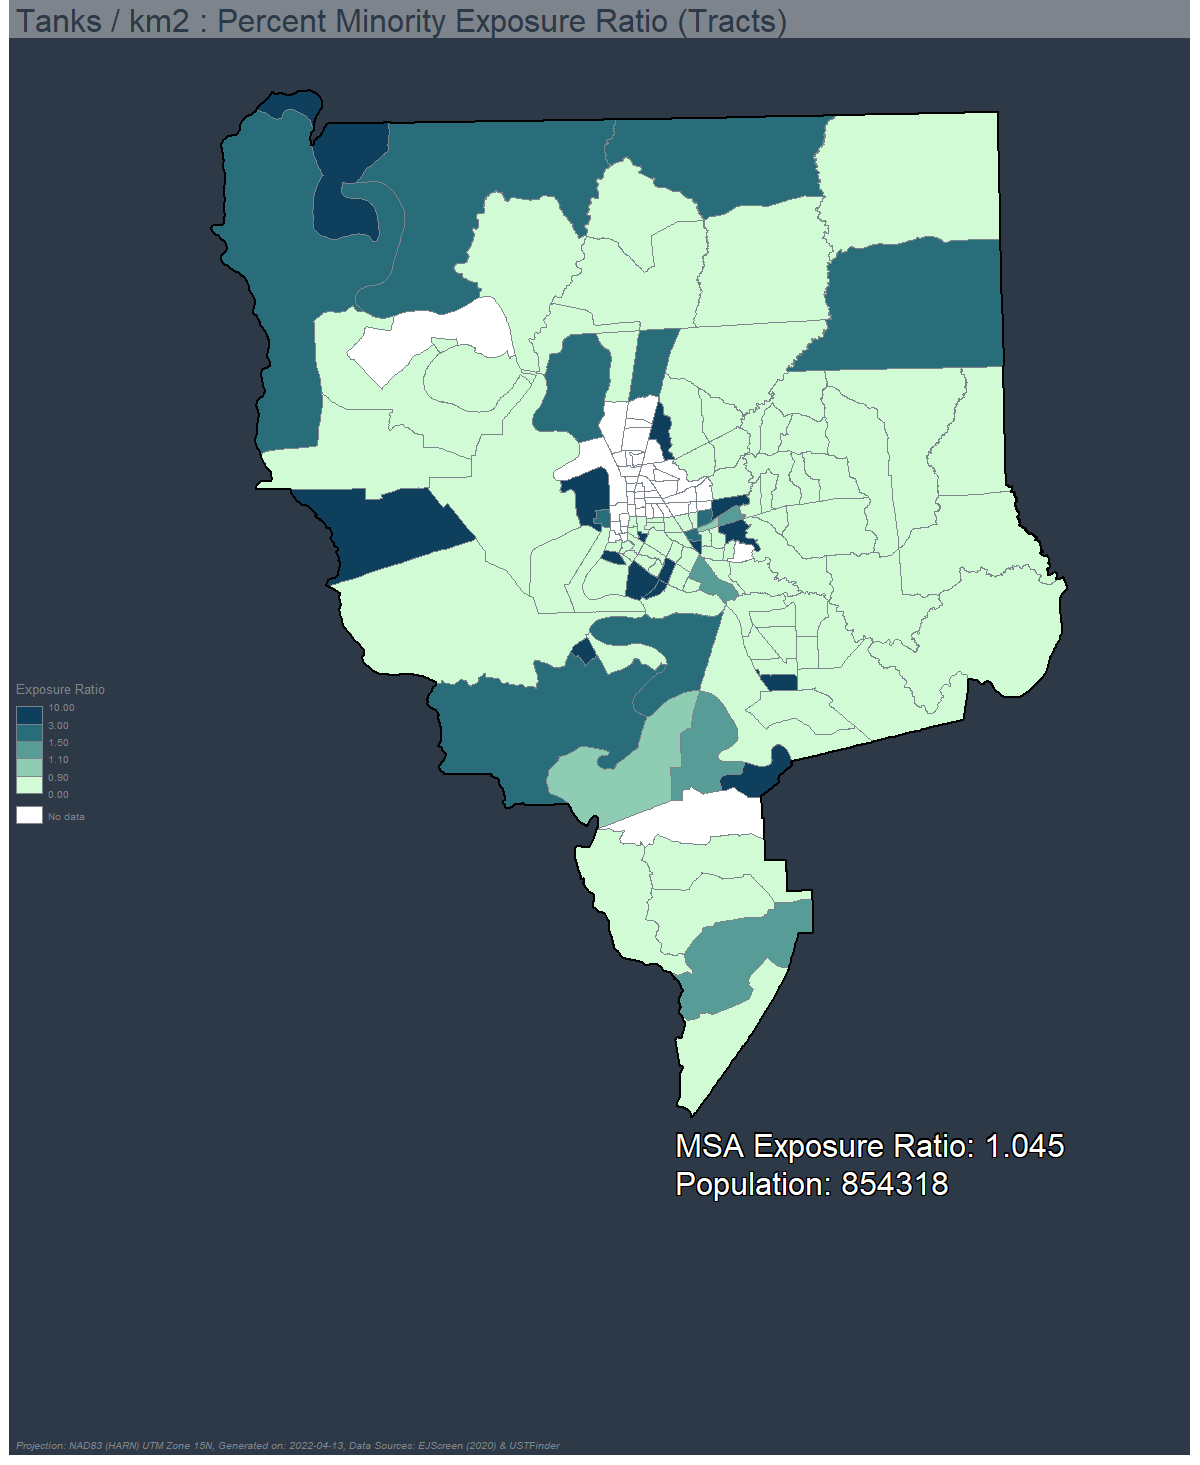 Tanks / km2 : Percent Minority Exposure Ratio (Tracts)
Exposure Ratio
10.00
3.00
1.50
1.10
0.90
0.00
No data
MSA Exposure Ratio: 1.045
Population: 854318
Projection: NAD83 (HARN) UTM Zone 15N, Generated on: 2022-04-13, Data Sources: EJScreen (2020) & USTFinder